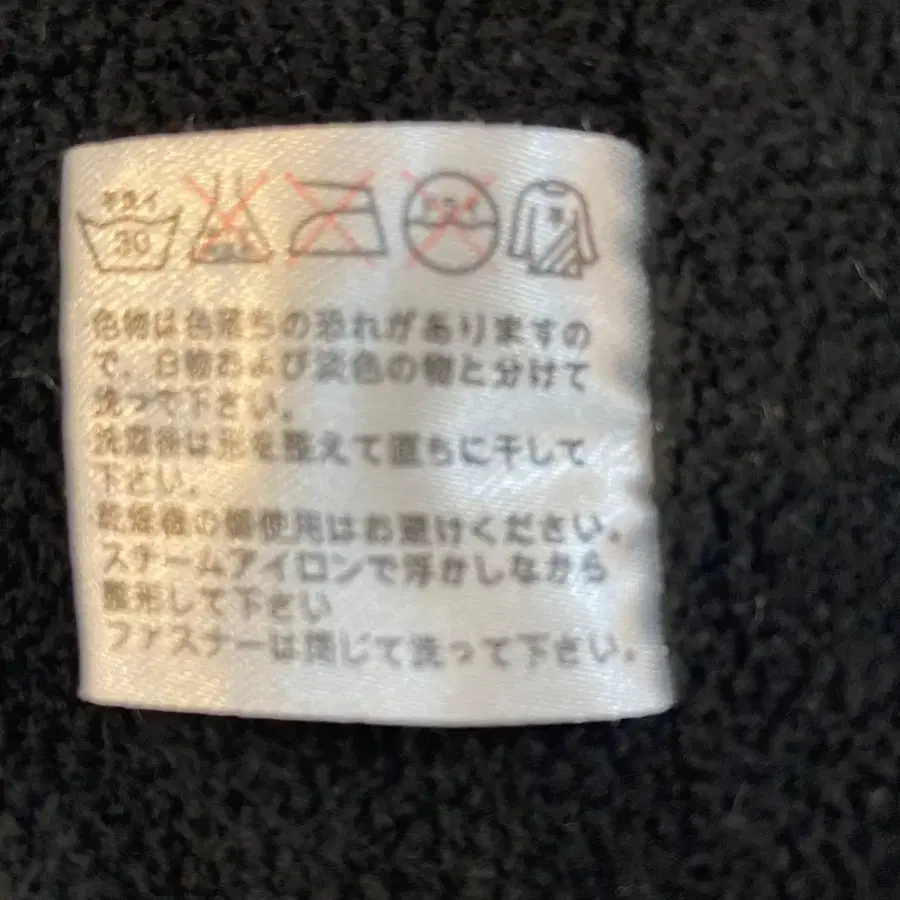 30
色物は色落ちの恐れがありますの
で、白物および淡色の物と分けて
洗って下さい。
洗濯後は形を整えて直ちに干して
下さい。
乾燥機の御使用はお避けください。
スチームアイロンで浮かしながら
整形して下さい
ファスナーは閉じて洗って下さい。